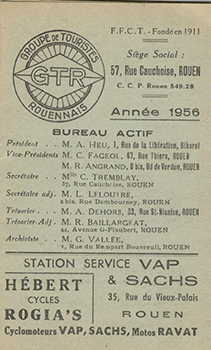 F.F.C.T. - Fondé en 1911
GROUPE DE TOURISTES
GTR
ROUENNAIS
Siège Social :
57, Rue Cauchoise, ROUEN
C. C. P. Rouen 549.28
Année 1956
BUREAU ACTIF
Président .. — M. A. HEU, 1, Rue de la Libération, Bihorel
Vice-Présidents M. C. FAGEOL, 67, Rue Thiers, ROUEN
M. R. ANGRAND, 8 bis, Bd de Verdun, ROUEN
Secrétaire .. — Mlle C. TREMBLAY,
57, Rue Cauchoise, ROUEN
Secrétaire adj. M. L. LELOUTRE,
2 bis, Rue Dambourney, ROUEN
Trésorier .. — M. A. DEHORS, 33, Rue St-Nicaise, ROUEN
Trésorier-Adj. M. R. BAILLARGEAT,
44, Avenue G-Flaubert, ROUEN
Archiviste .. — M. G. VALLÉE,
1, Rue du Rempart Bouvreuil, ROUEN
STATION SERVICE VAP
& SACHS
HÉBERT
CYCLES
ROGIA'S
35, Rue du Vieux-Palais
ROUEN
Cyclomoteurs VAP, SACHS, Motos RAVAT